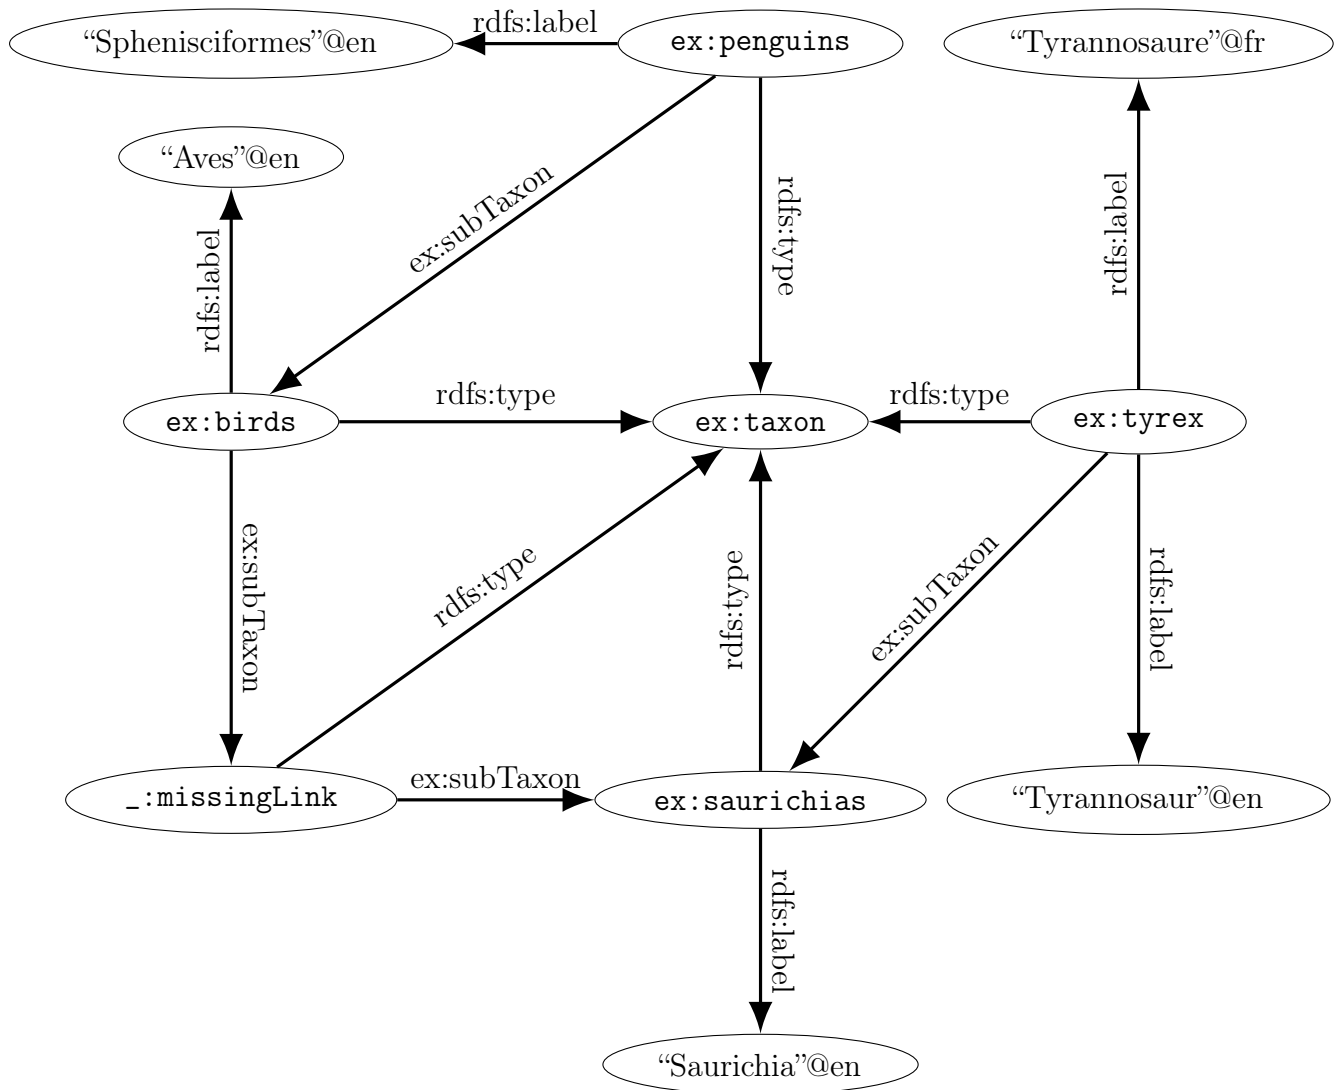 “Sphenisciformes”@en
rdfs:label
ex:penguins
“Tyrannosaure”@fr
“Aves”@en
ex:subTaxon
rdfs:type
rdfs:label
rdfs:label
ex:birds
rdfs:type
ex:taxon
rdfs:type
ex:tyrex
ex:subTaxon
rdfs:type
rdfs:type
ex:subTaxon
rdfs:label
_:missingLink
ex:subTaxon
ex:saurichias
“Tyrannosaur”@en
rdfs:label
“Saurichia”@en